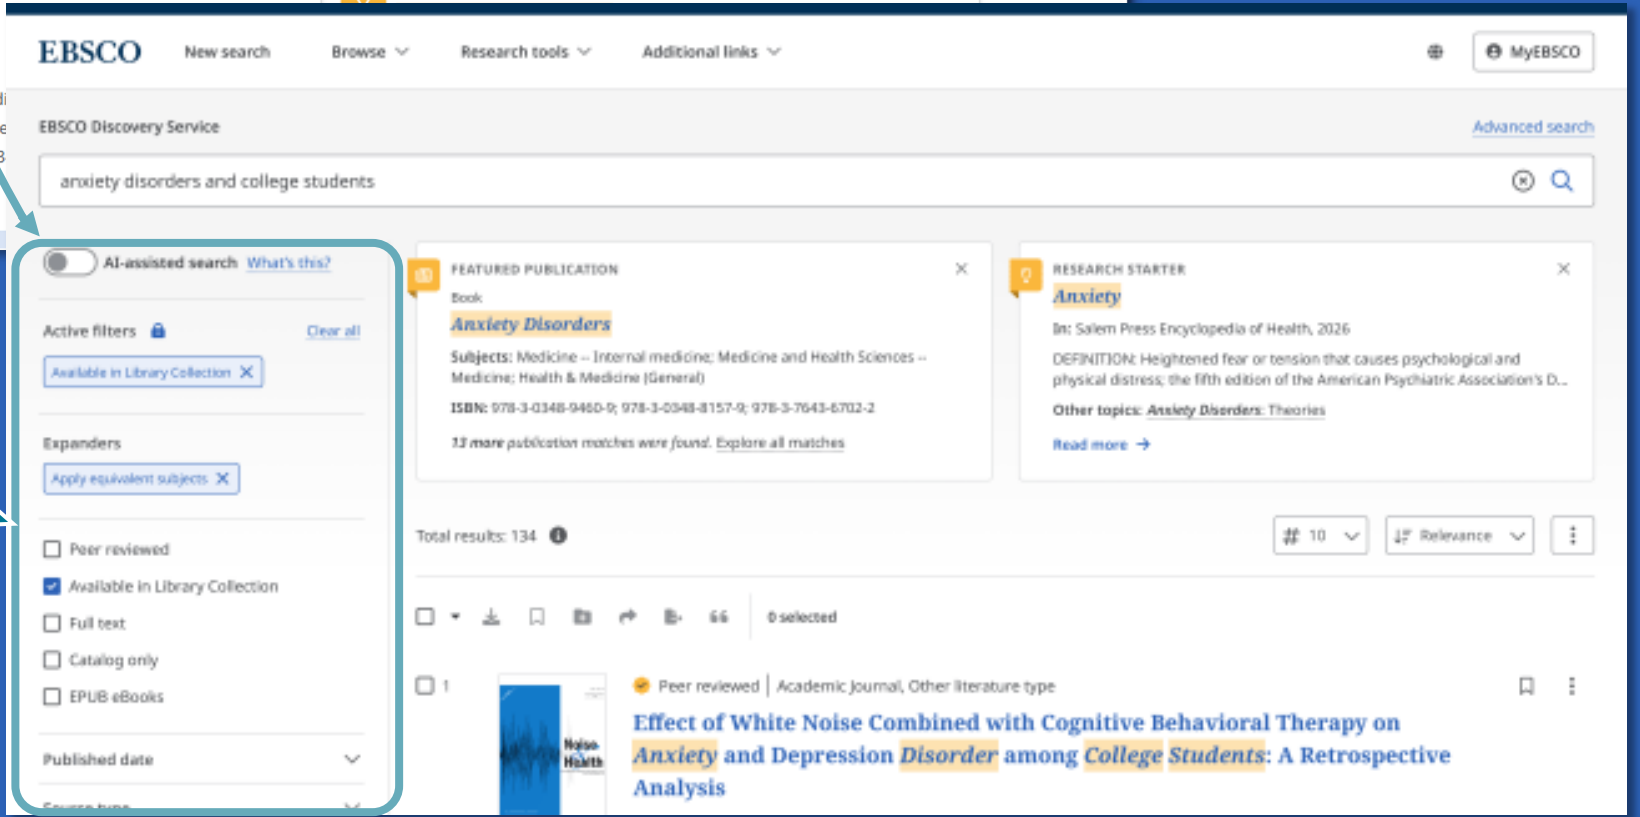 EBSCO New search Browse Research tools Additional links MyEBSCO
EBSCO Discovery Service Advanced search
anxiety disorders and college students
AI-assisted search What's this?
Active filters Clear all
Available in Library Collection
Expanders
Apply equivalent subjects
Peer reviewed
Available in Library Collection
Full text
Catalog only
EPUB eBooks
Published date
Source type
FEATURED PUBLICATION
Book
Anxiety Disorders
Subjects: Medicine -- Internal medicine; Medicine and Health Sciences --
Medicine; Health & Medicine (General)
ISBN: 978-3-0348-9460-9; 978-3-0348-8157-9; 978-3-7643-6702-2
13 more publication matches were found. Explore all matches
RESEARCH STARTER
Anxiety
In: Salem Press Encyclopedia of Health, 2026
DEFINITION: Heightened fear or tension that causes psychological and
physical distress; the fifth edition of the American Psychiatric Association's D...
Other topics: Anxiety Disorders: Theories
Read more →
Total results: 134
# 10 Relevance
0 selected
1
Noise
Health
Peer reviewed | Academic Journal, Other literature type
Effect of White Noise Combined with Cognitive Behavioral Therapy on
Anxiety and Depression Disorder among College Students: A Retrospective
Analysis